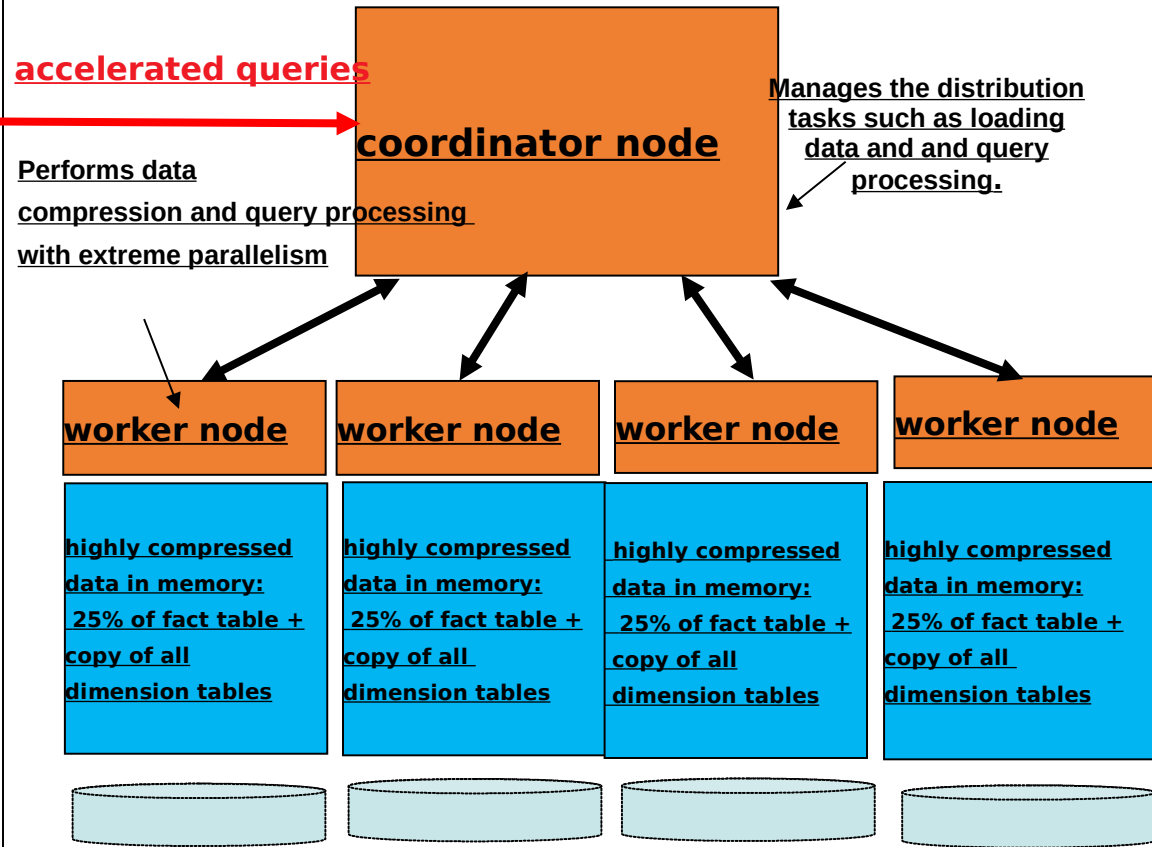 accelerated queries
coordinator node
Manages the distribution
tasks such as loading
data and and query
processing.
Performs data
compression and query processing
with extreme parallelism
worker node
worker node
worker node
worker node
highly compressed
data in memory:
25% of fact table +
copy of all
dimension tables
highly compressed
data in memory:
25% of fact table +
copy of all
dimension tables
highly compressed
data in memory:
25% of fact table +
copy of all
dimension tables
highly compressed
data in memory:
25% of fact table +
copy of all
dimension tables